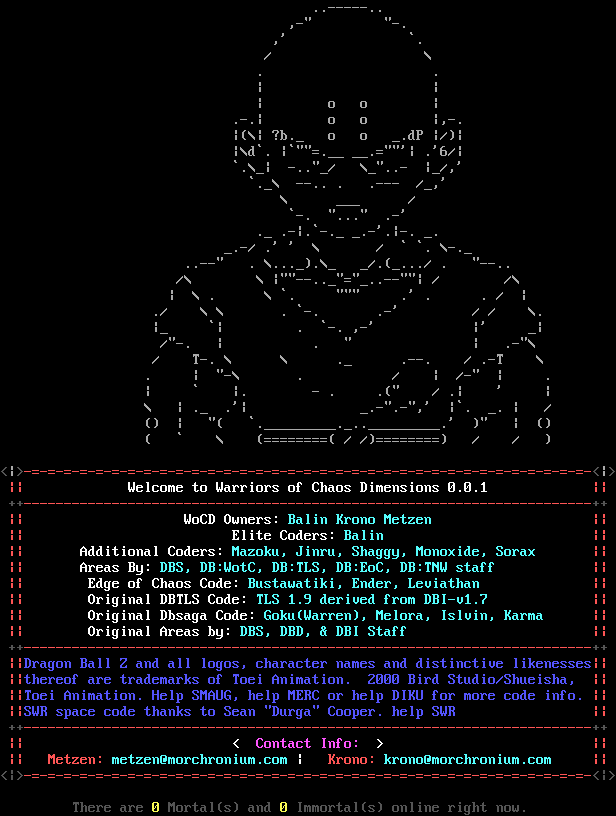 Welcome to Warriors of Chaos Dimensions 0.0.1
WoCD Owners: Balin Krono Metzen
Elite Coders: Balin
Additional Coders: Mazoku, Jinru, Shaggy, Monoxide, Sorax
Areas By: DBS, DB:WotC, DB:TLS, DB:EoC, DB:TNW staff
Edge of Chaos Code: Bustawatiki, Ender, Leviathan
Original DBTLS Code: TLS 1.9 derived from DBI-v1.7
Original Dbsaga Code: Goku(Warren), Melora, Islvin, Karma
Original Areas by: DBS, DBD, & DBI Staff
Dragon Ball Z and all logos, character names and distinctive likenesses
thereof are trademarks of Toei Animation.  2000 Bird Studio/Shueisha,
Toei Animation. Help SMAUG, help MERC or help DIKU for more code info.
SWR space code thanks to Sean "Durga" Cooper. help SWR
<  Contact Info:  >
Metzen: metzen@morchronium.com ¦   Krono: krono@morchronium.com
There are 0 Mortal(s) and 0 Immortal(s) online right now.